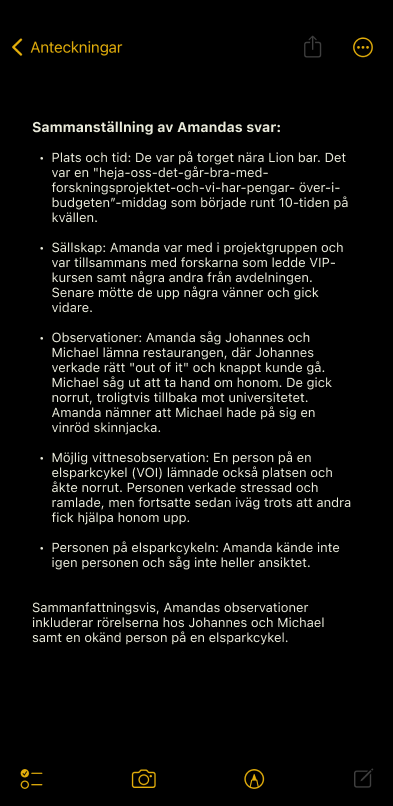 Anteckningar
Sammanställning av Amandas svar:
• Plats och tid: De var på torget nära Lion bar. Det
var en "heja-oss-det-går-bra-med-
forskningsprojektet-och-vi-har-pengar- över-i-
budgeten”-middag som började runt 10-tiden på
kvällen.
• Sällskap: Amanda var med i projektgruppen och
var tillsammans med forskarna som ledde VIP-
kursen samt några andra från avdelningen.
Senare mötte de upp några vänner och gick
vidare.
• Observationer: Amanda såg Johannes och
Michael lämna restaurangen, där Johannes
verkade rätt "out of it" och knappt kunde gå.
Michael såg ut att ta hand om honom. De gick
norrut, troligtvis tillbaka mot universitetet.
Amanda nämner att Michael hade på sig en
vinröd skinnjacka.
• Möjlig vittnesobservation: En person på en
elsparkcykel (VOI) lämnade också platsen och
åkte norrut. Personen verkade stressad och
ramlade, men fortsatte sedan iväg trots att andra
fick hjälpa honom upp.
• Personen på elsparkcykeln: Amanda kände inte
igen personen och såg inte heller ansiktet.
Sammanfattningsvis, Amandas observationer
inkluderar rörelserna hos Johannes och Michael
samt en okänd person på en elsparkcykel.